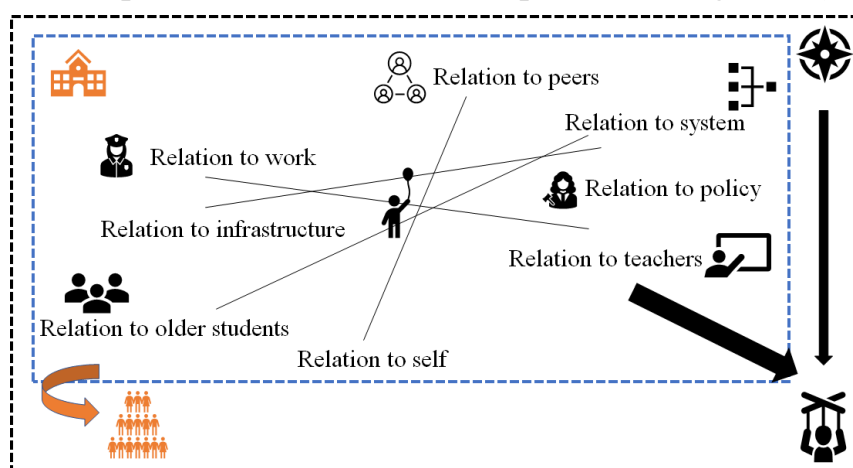 Relation to peers
Relation to system
Relation to work
Relation to policy
Relation to infrastructure
Relation to teachers
Relation to older students
Relation to self